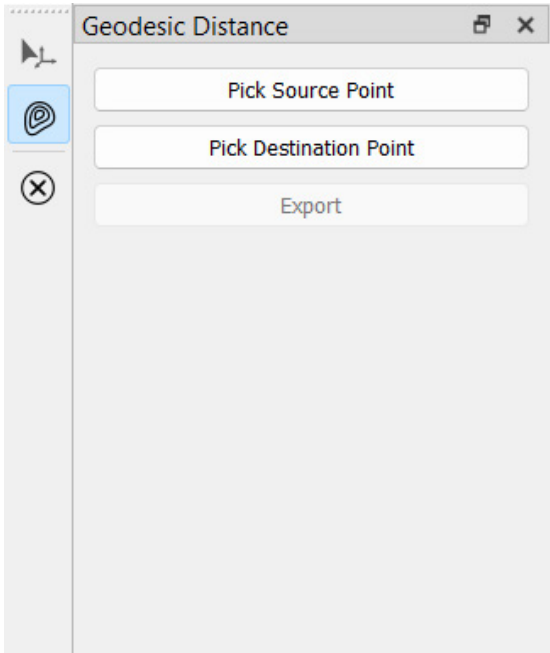 Geodesic Distance
Pick Source Point
Pick Destination Point
Export